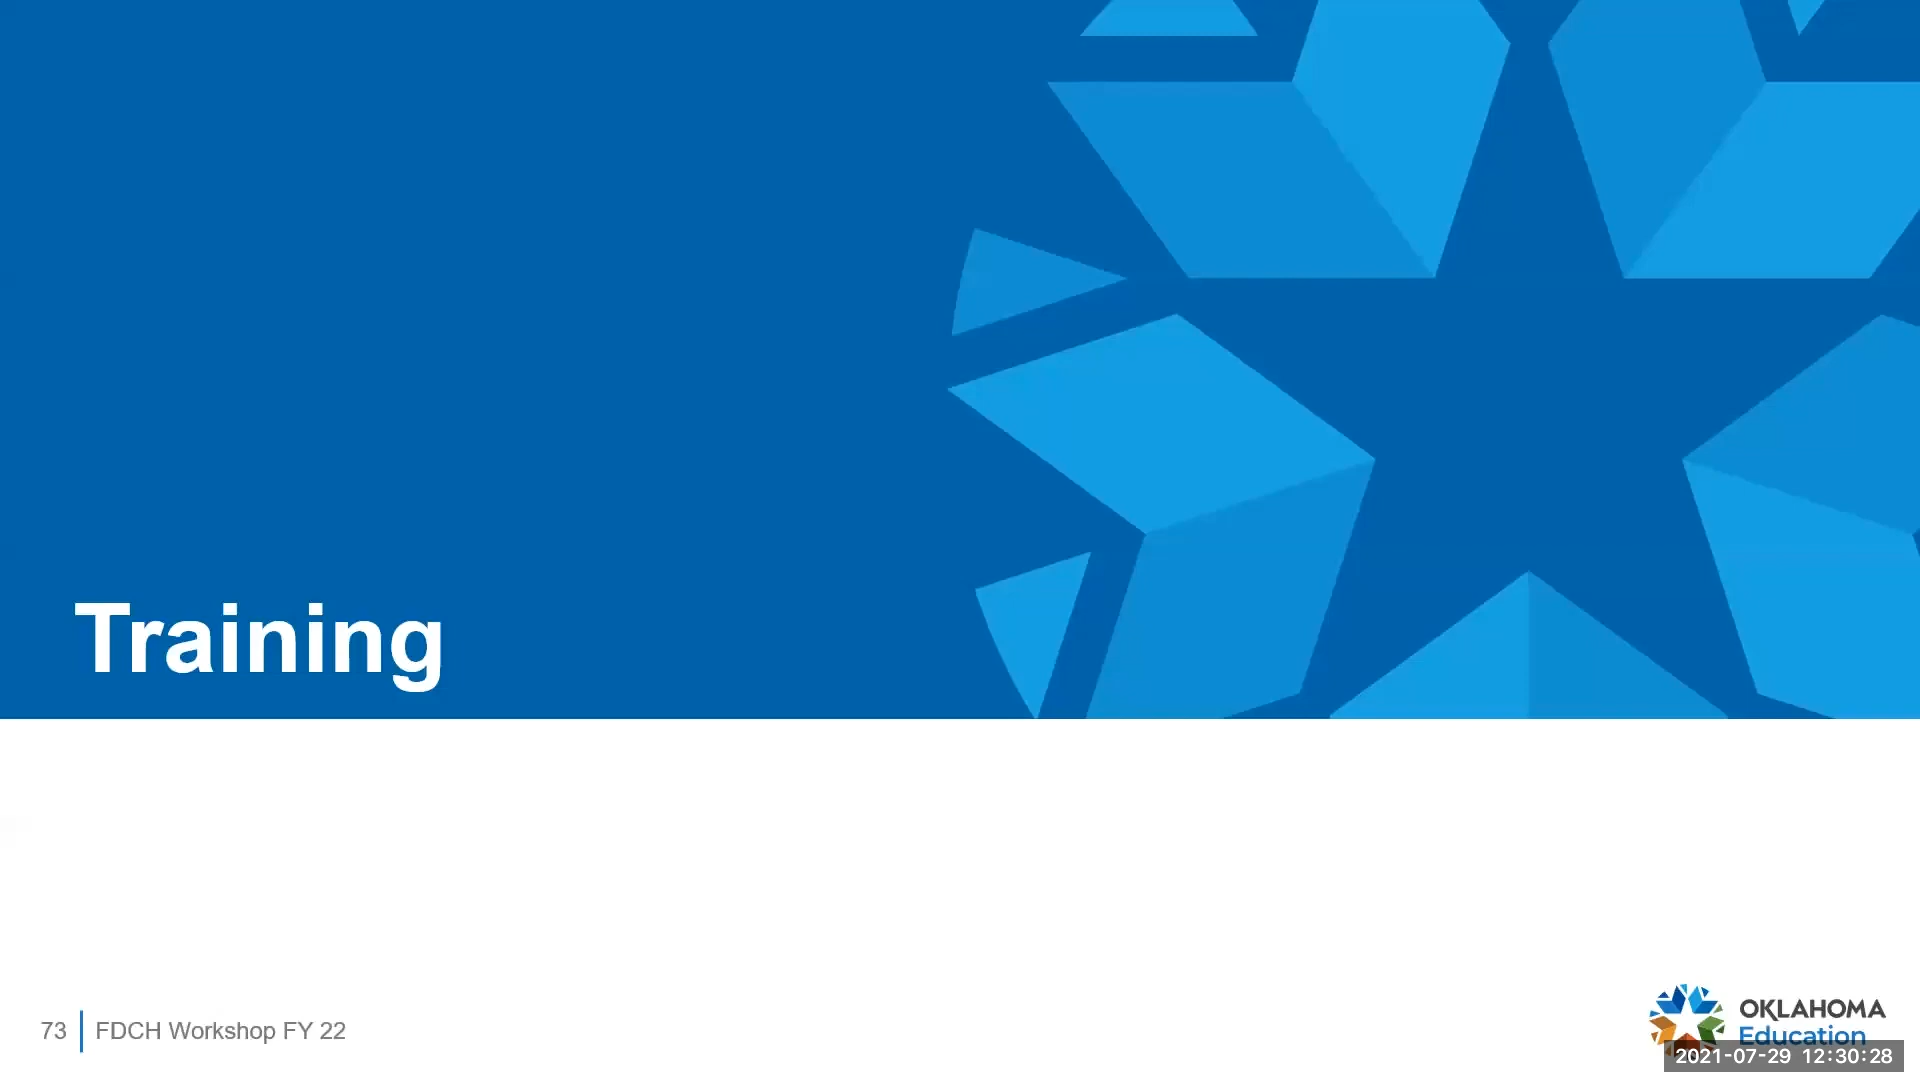 Training
73
FDCH Workshop FY 22
OKLAHOMA
Education
2021-07-29 12:30:28